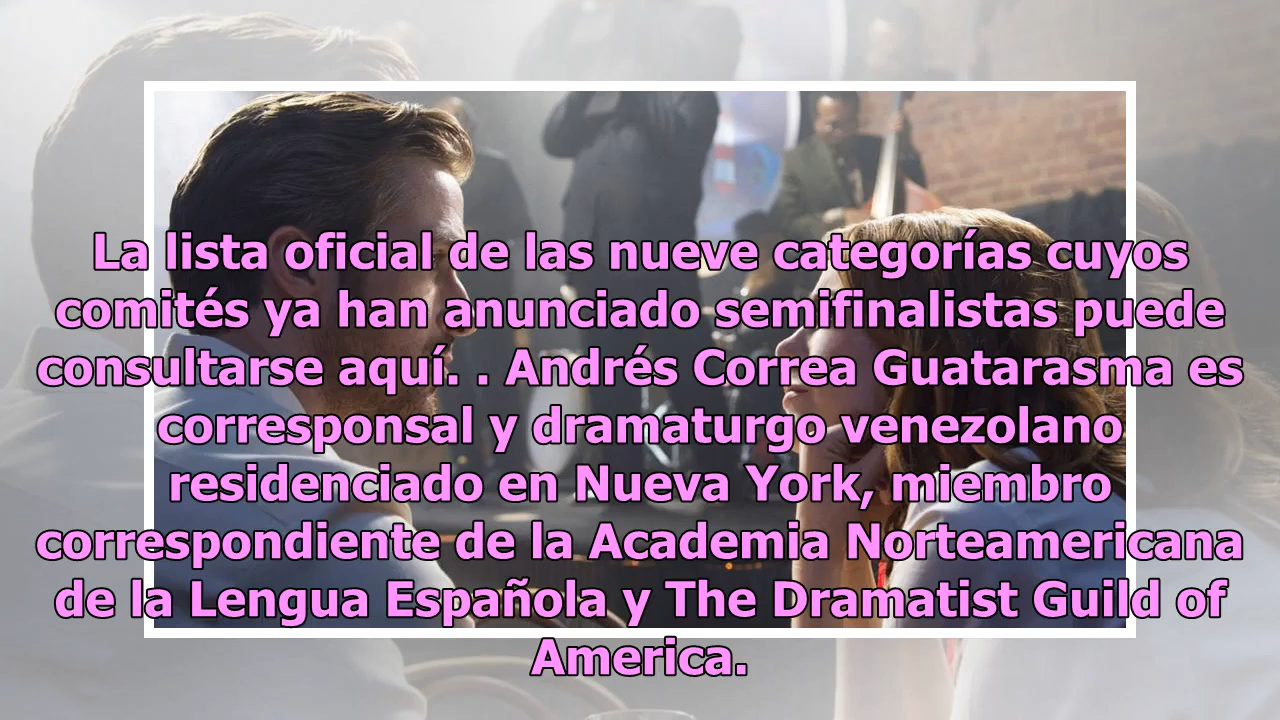 La lista oficial de las nueve categorías cuyos
comités ya han anunciado semifinalistas puede
consultarse aquí. . Andrés Correa Guatarasma es
corresponsal y dramaturgo venezolano
residenciado en Nueva York, miembro
correspondiente de la Academia Norteamericana
de la Lengua Española y The Dramatist Guild of
America.